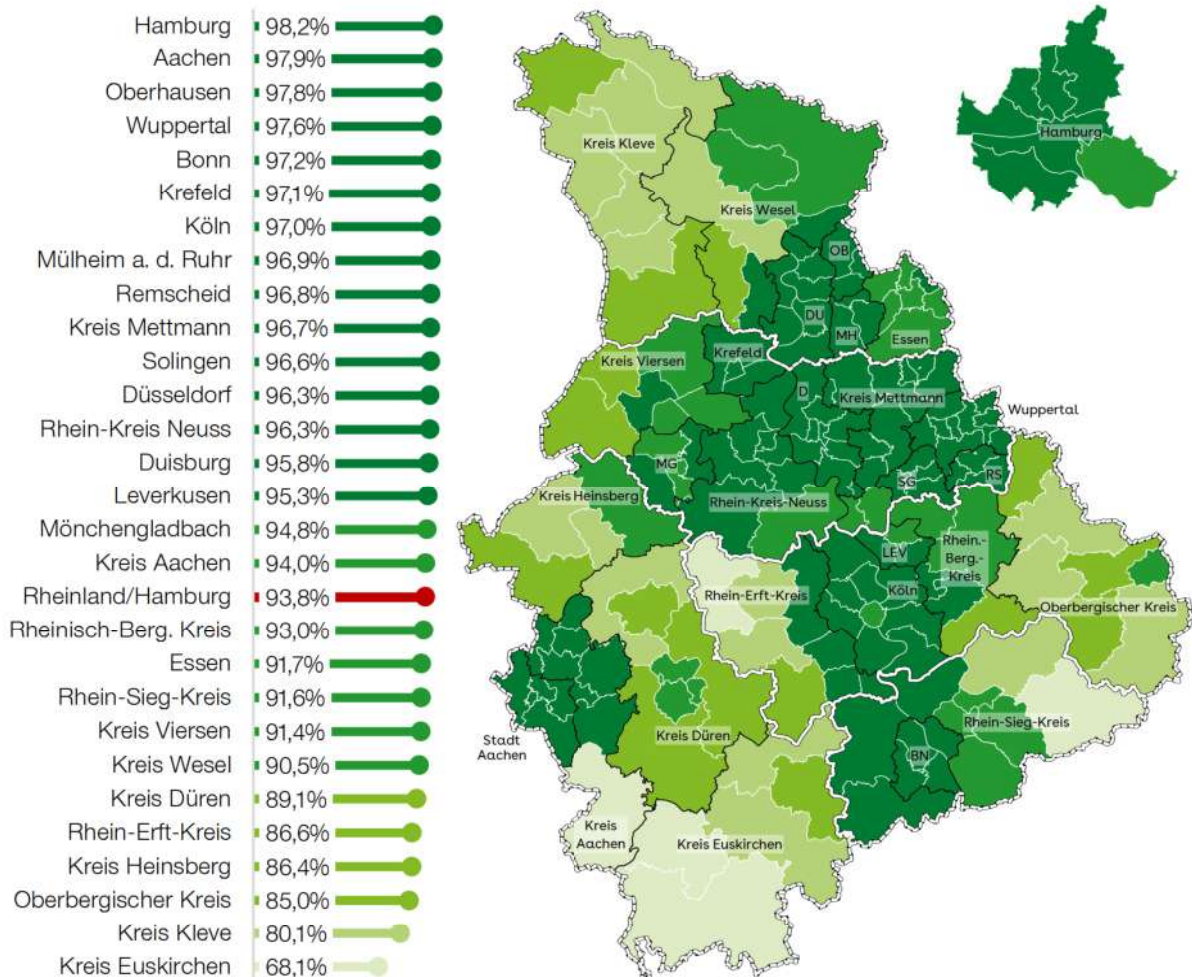 Hamburg 98,2%
Aachen 97,9%
Oberhausen 97,8%
Wuppertal 97,6%
Bonn 97,2%
Krefeld 97,1%
Köln 97,0%
Mülheim a. d. Ruhr 96,9%
Remscheid 96,8%
Kreis Mettmann 96,7%
Solingen 96,6%
Düsseldorf 96,3%
Rhein-Kreis Neuss 96,3%
Duisburg 95,8%
Leverkusen 95,3%
Mönchengladbach 94,8%
Kreis Aachen 94,0%
Rheinland/Hamburg 93,8%
Rheinisch-Berg. Kreis 93,0%
Essen 91,7%
Rhein-Sieg-Kreis 91,6%
Kreis Viersen 91,4%
Kreis Wesel 90,5%
Kreis Düren 89,1%
Rhein-Erft-Kreis 86,6%
Kreis Heinsberg 86,4%
Oberbergischer Kreis 85,0%
Kreis Kleve 80,1%
Kreis Euskirchen 68,1%
Hamburg
Kreis Kleve
Kreis Wesel
OB
DU
MH
Essen
Kreis Viersen
Krefeld
D
Kreis Mettmann
Wuppertal
MG
SG
RS
Kreis Heinsberg
Rhein-Kreis-Neuss
LEV
Rhein.-
Berg.-
Kreis
Rhein-Erft-Kreis
Köln
Oberbergischer Kreis
Stadt
Aachen
Kreis Düren
Rhein-Sieg-Kreis
BN
Kreis
Aachen
Kreis Euskirchen